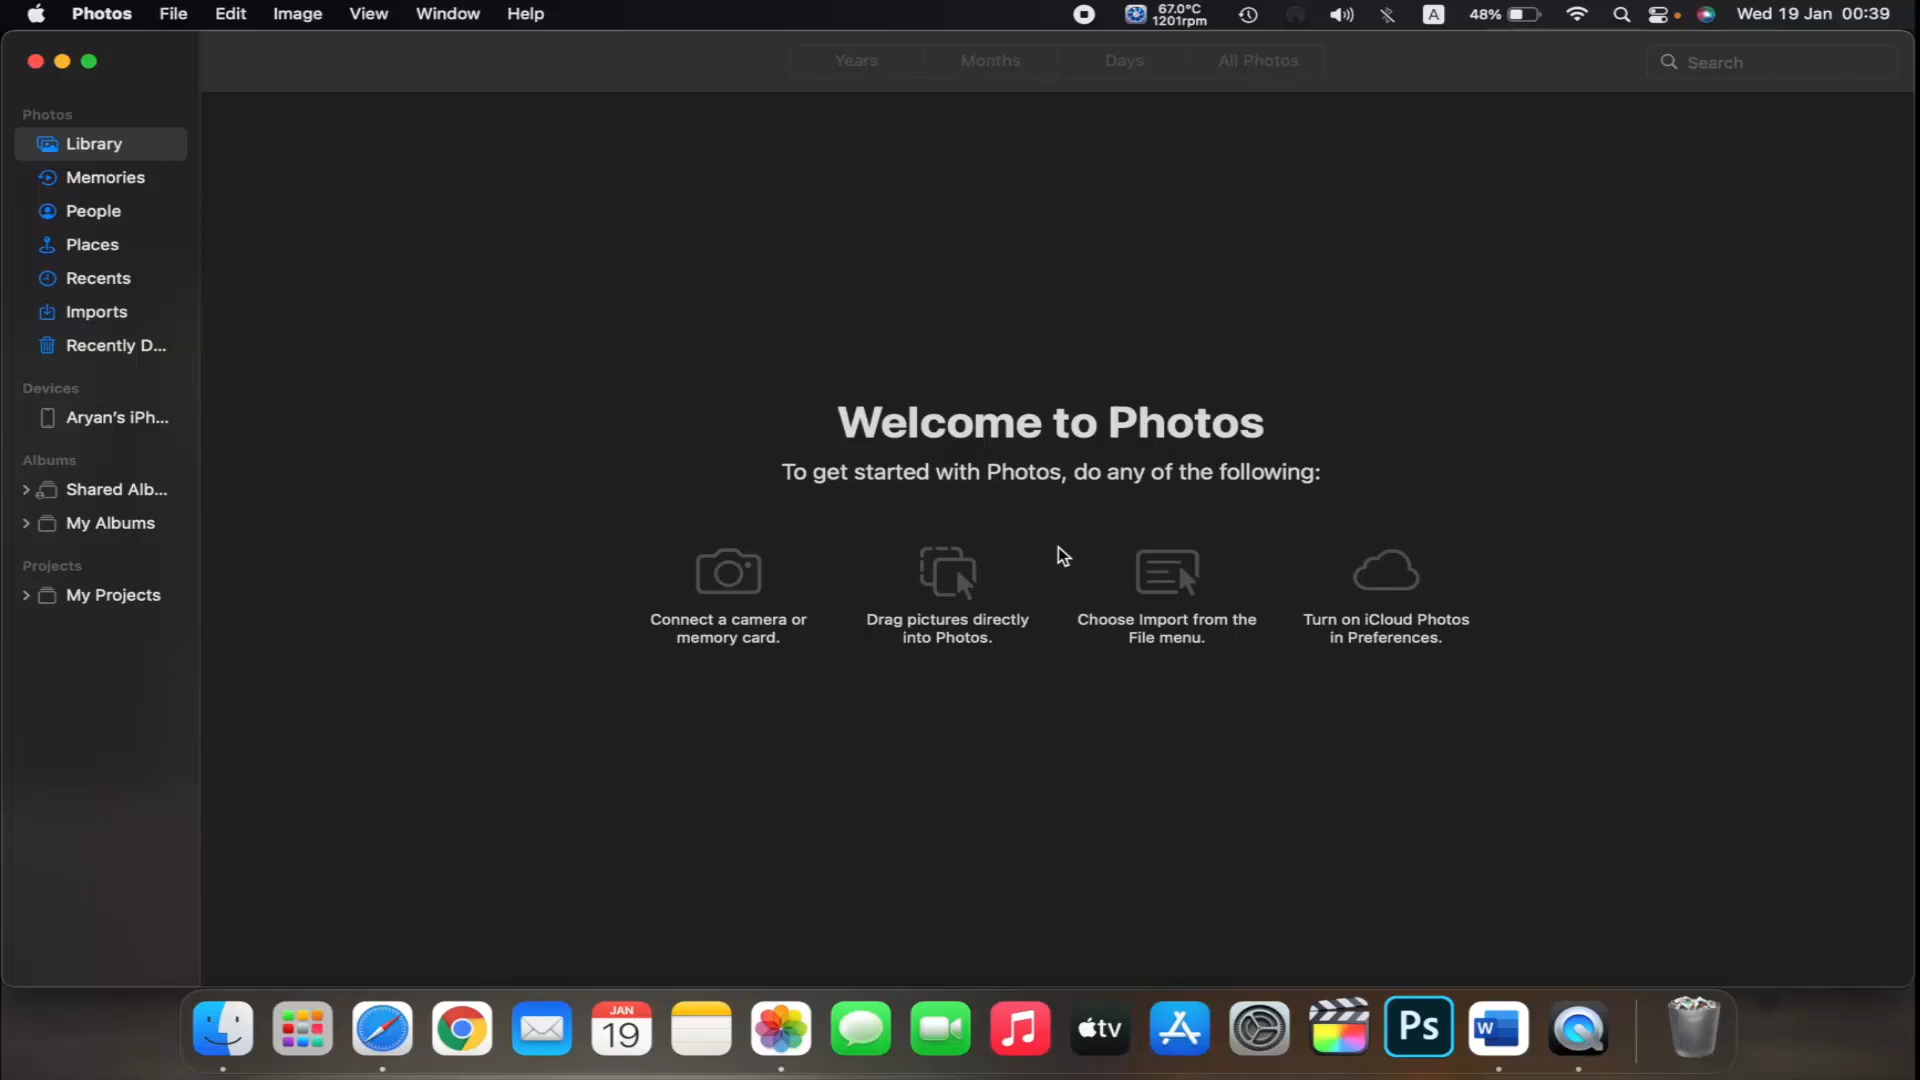 Photos File Edit Image View Window Help 67.0°C 1201rpm A 48% Wed 19 Jan 00:39
Years Months Days All Photos Search
Photos
Library
Memories
People
Places
Recents
Imports
Recently D...
Devices
Aryan's iPh...
Albums
Shared Alb...
My Albums
Projects
My Projects
Welcome to Photos
To get started with Photos, do any of the following:
Connect a camera or
memory card.
Drag pictures directly
into Photos.
Choose Import from the
File menu.
Turn on iCloud Photos
in Preferences.
JAN
19
tv
Ps
W